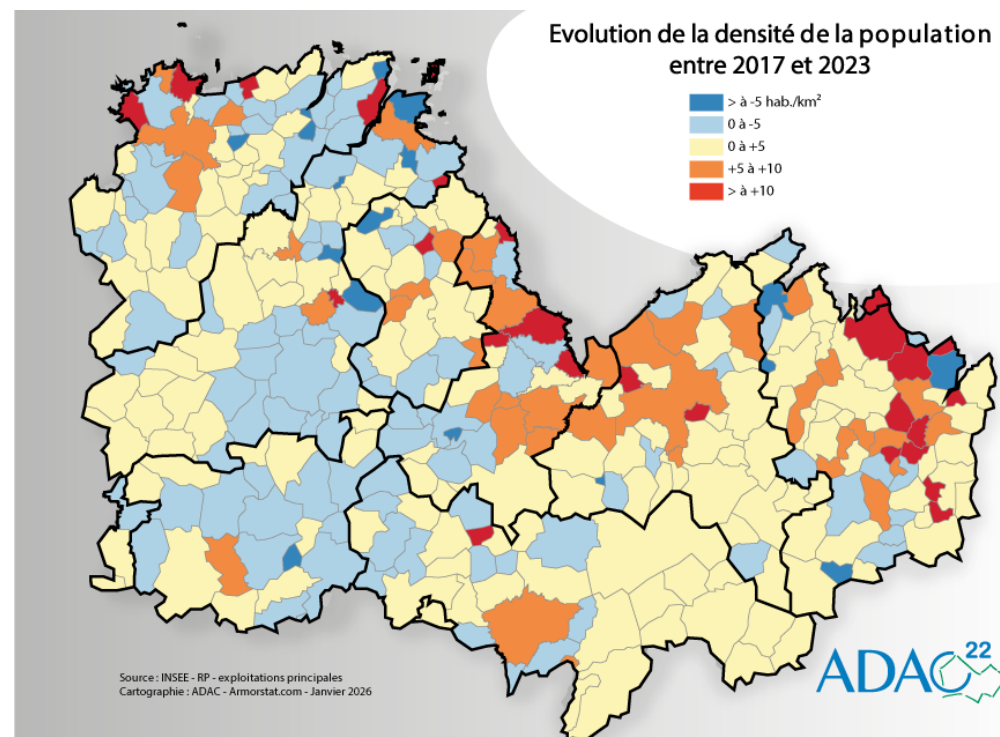 Evolution de la densité de la population
entre 2017 et 2023
> à -5 hab./km²
0 à -5
0 à +5
+5 à +10
> à +10
Source : INSEE - RP - exploitations principales
Cartographie : ADAC - Armorstat.com - Janvier 2026
ADAC 22